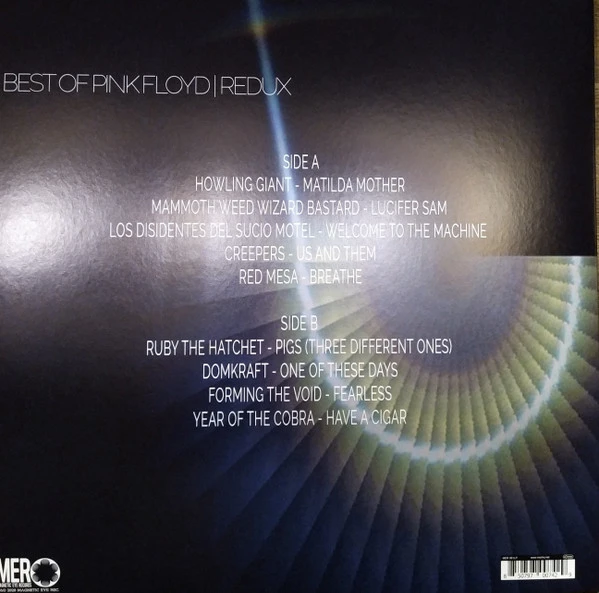 BEST OF PINK FLOYD | REDUX
SIDE A
HOWLING GIANT - MATILDA MOTHER
MAMMOTH WEED WIZARD BASTARD - LUCIFER SAM
LOS DISIDENTES DEL SUCIO MOTEL - WELCOME TO THE MACHINE
CREEPERS - US AND THEM
RED MESA - BREATHE
SIDE B
RUBY THE HATCHET - PIGS (THREE DIFFERENT ONES)
DOMKRAFT - ONE OF THESE DAYS
FORMING THE VOID - FEARLESS
YEAR OF THE COBRA - HAVE A CIGAR
MER